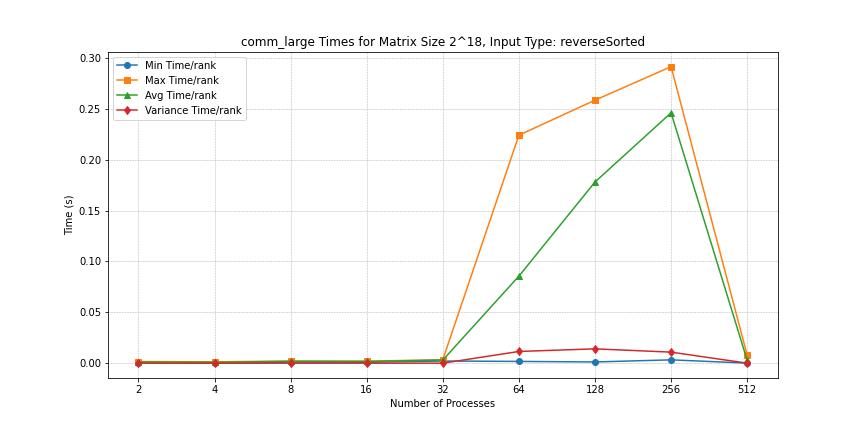 comm_large Times for Matrix Size 2^18, Input Type: reverseSorted
Min Time/rank
Max Time/rank
Avg Time/rank
Variance Time/rank
Time (s)
0.30
0.25
0.20
0.15
0.10
0.05
0.00
2 4 8 16 32 64 128 256 512
Number of Processes